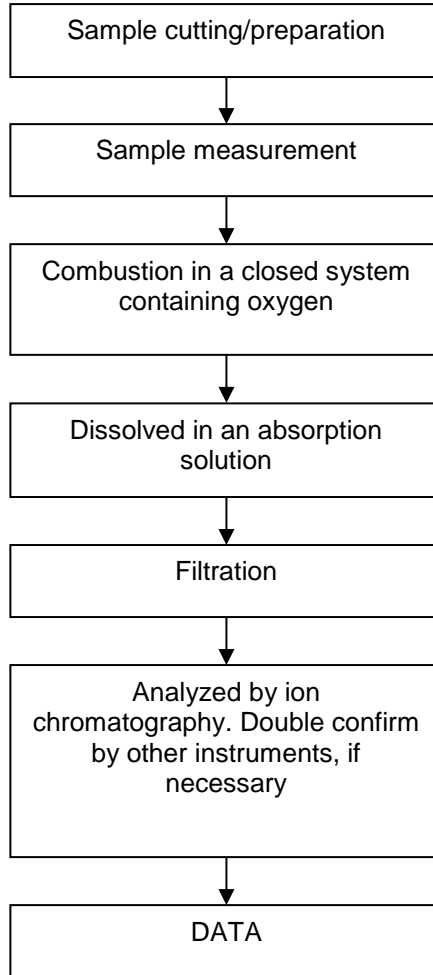 Sample cutting/preparation
Sample measurement
Combustion in a closed system
containing oxygen
Dissolved in an absorption
solution
Filtration
Analyzed by ion
chromatography. Double confirm
by other instruments, if
necessary
DATA